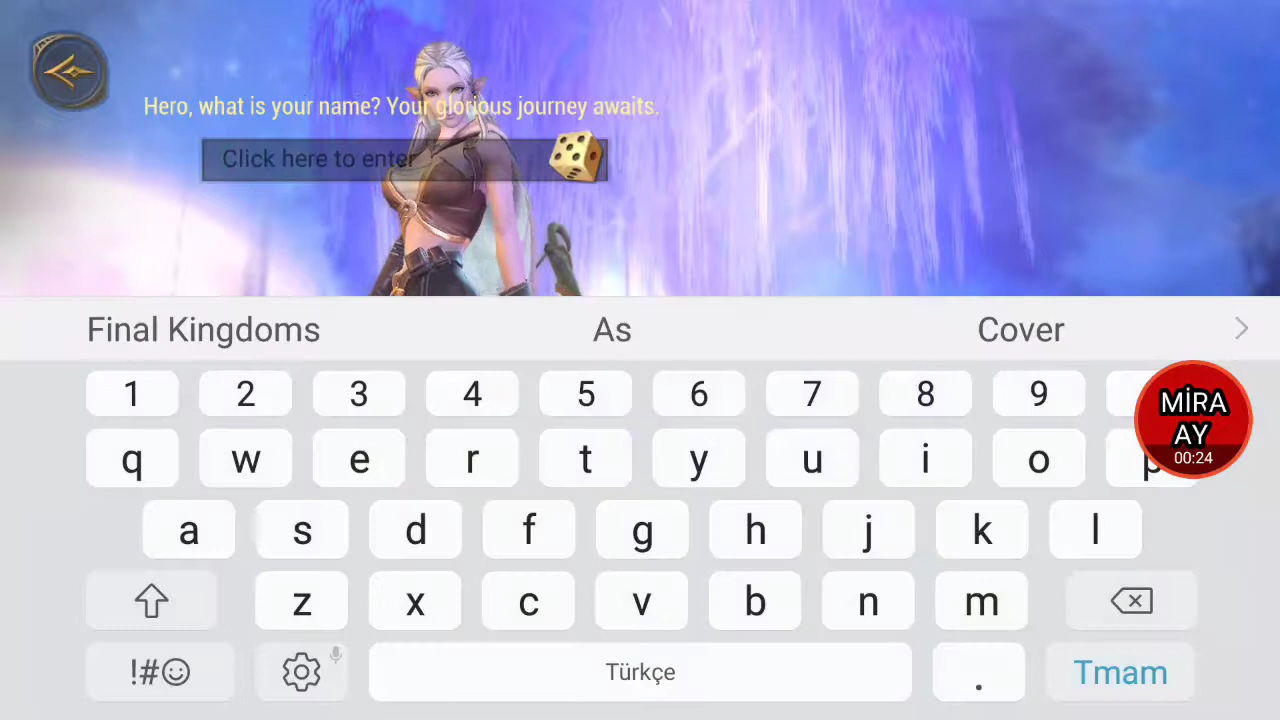 Hero, what is your name? Your glorious journey awaits.
Click here to enter
Final Kingdoms As Cover
1 2 3 4 5 6 7 8 9
MİRA
AY
00:24
q w e r t y u i o p
a s d f g h j k l
z x c v b n m
!#☺ Türkçe . Tmam